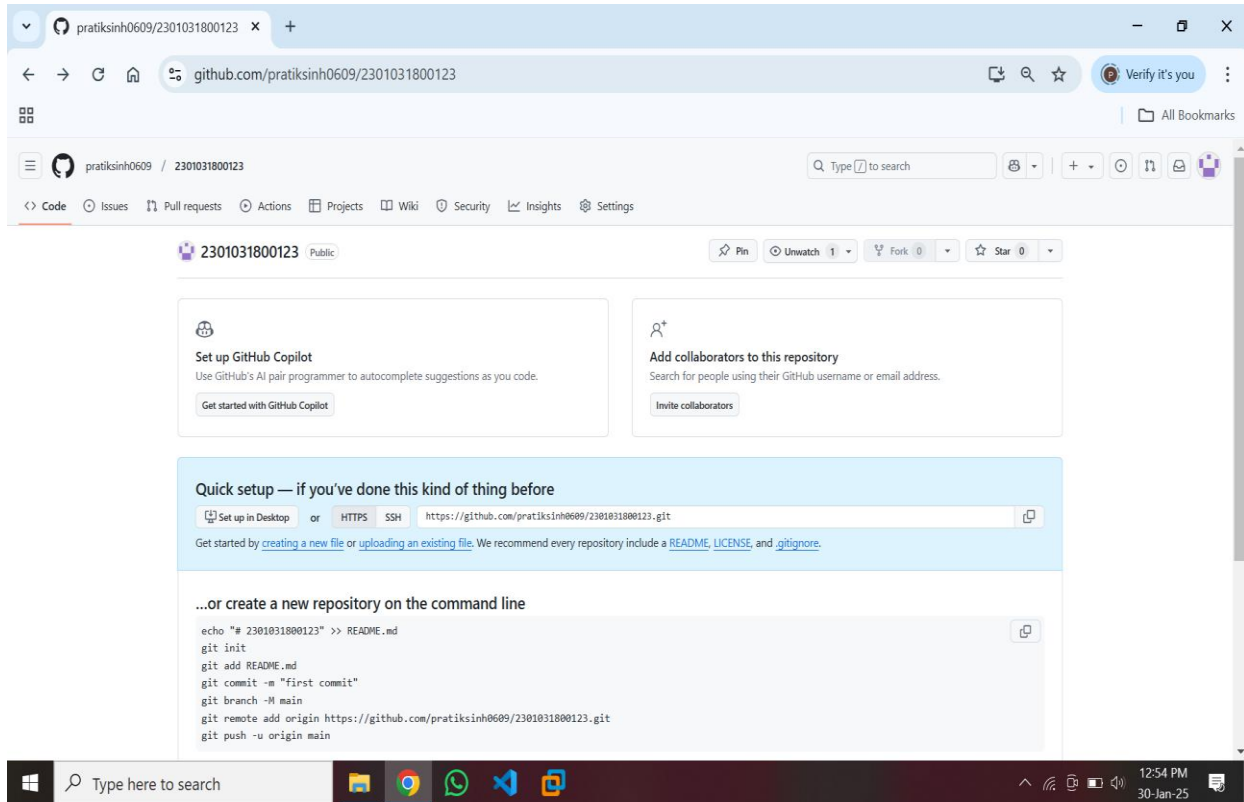 pratiksinh0609/2301031800123
github.com/pratiksinh0609/2301031800123
Verify it's you
All Bookmarks
pratiksinh0609 / 2301031800123
Type / to search
<> Code Issues Pull requests Actions Projects Wiki Security Insights Settings
2301031800123 Public
Pin Unwatch 1 Fork 0 Star 0
Set up GitHub Copilot
Use GitHub's AI pair programmer to autocomplete suggestions as you code.
Get started with GitHub Copilot
Add collaborators to this repository
Search for people using their GitHub username or email address.
Invite collaborators
Quick setup — if you've done this kind of thing before
Set up in Desktop or HTTPS SSH https://github.com/pratiksinh0609/2301031800123.git
Get started by creating a new file or uploading an existing file. We recommend every repository include a README, LICENSE, and .gitignore.
...or create a new repository on the command line
echo "# 2301031800123" >> README.md
git init
git add README.md
git commit -m "first commit"
git branch -M main
git remote add origin https://github.com/pratiksinh0609/2301031800123.git
git push -u origin main
Type here to search
12:54 PM
30-Jan-25